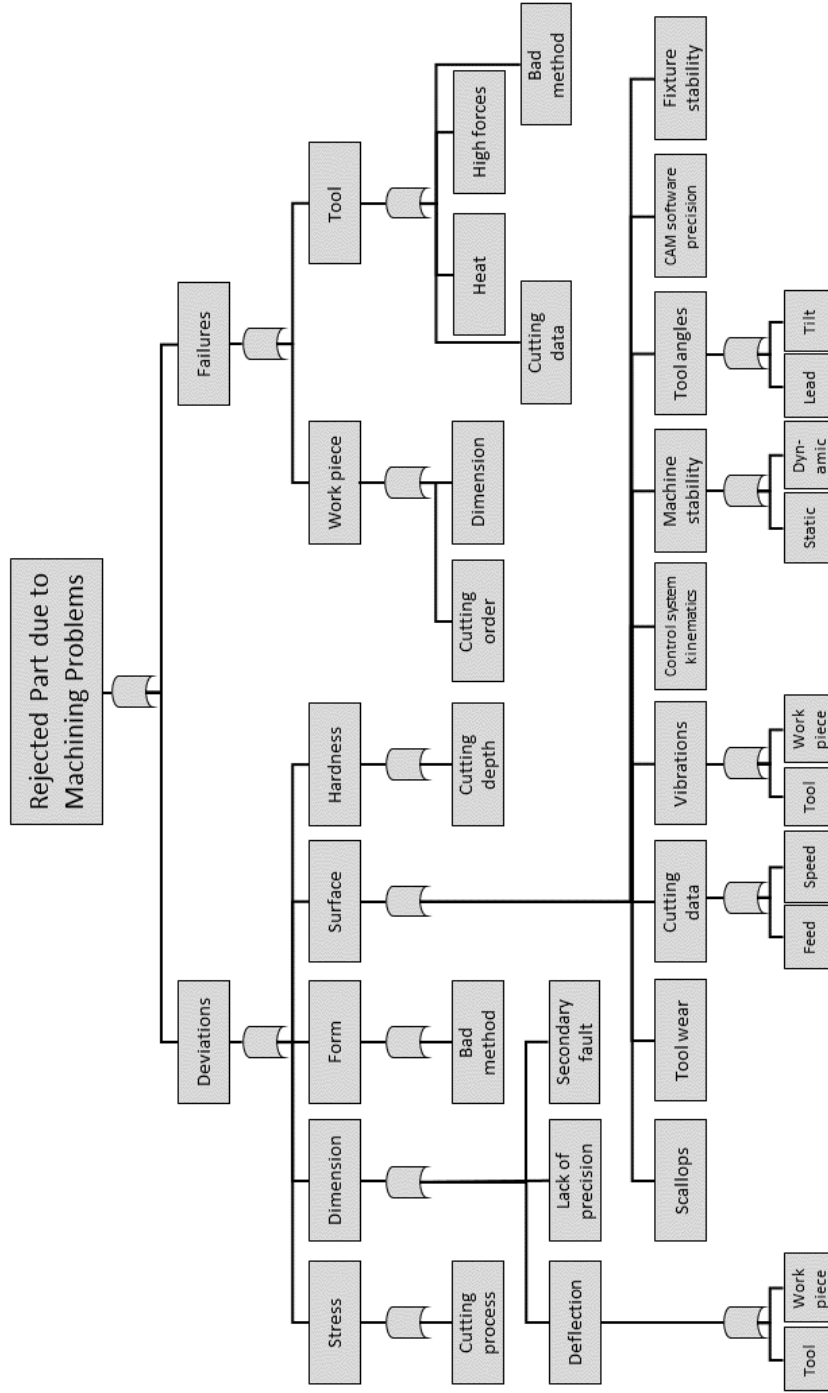 Rejected Part due to
Machining Problems
Deviations
Failures
Stress
Dimension
Form
Surface
Hardness
Work piece
Tool
Cutting
process
Bad
method
Cutting
depth
Cutting
order
Dimension
Heat
High forces
Cutting
data
Bad
method
Deflection
Lack of
precision
Secondary
fault
Scallops
Tool wear
Cutting
data
Vibrations
Control system
kinematics
Machine
stability
Tool angles
CAM software
precision
Fixture
stability
Tool
Work
piece
Feed
Speed
Tool
Work
piece
Static
Dyn-
amic
Lead
Tilt